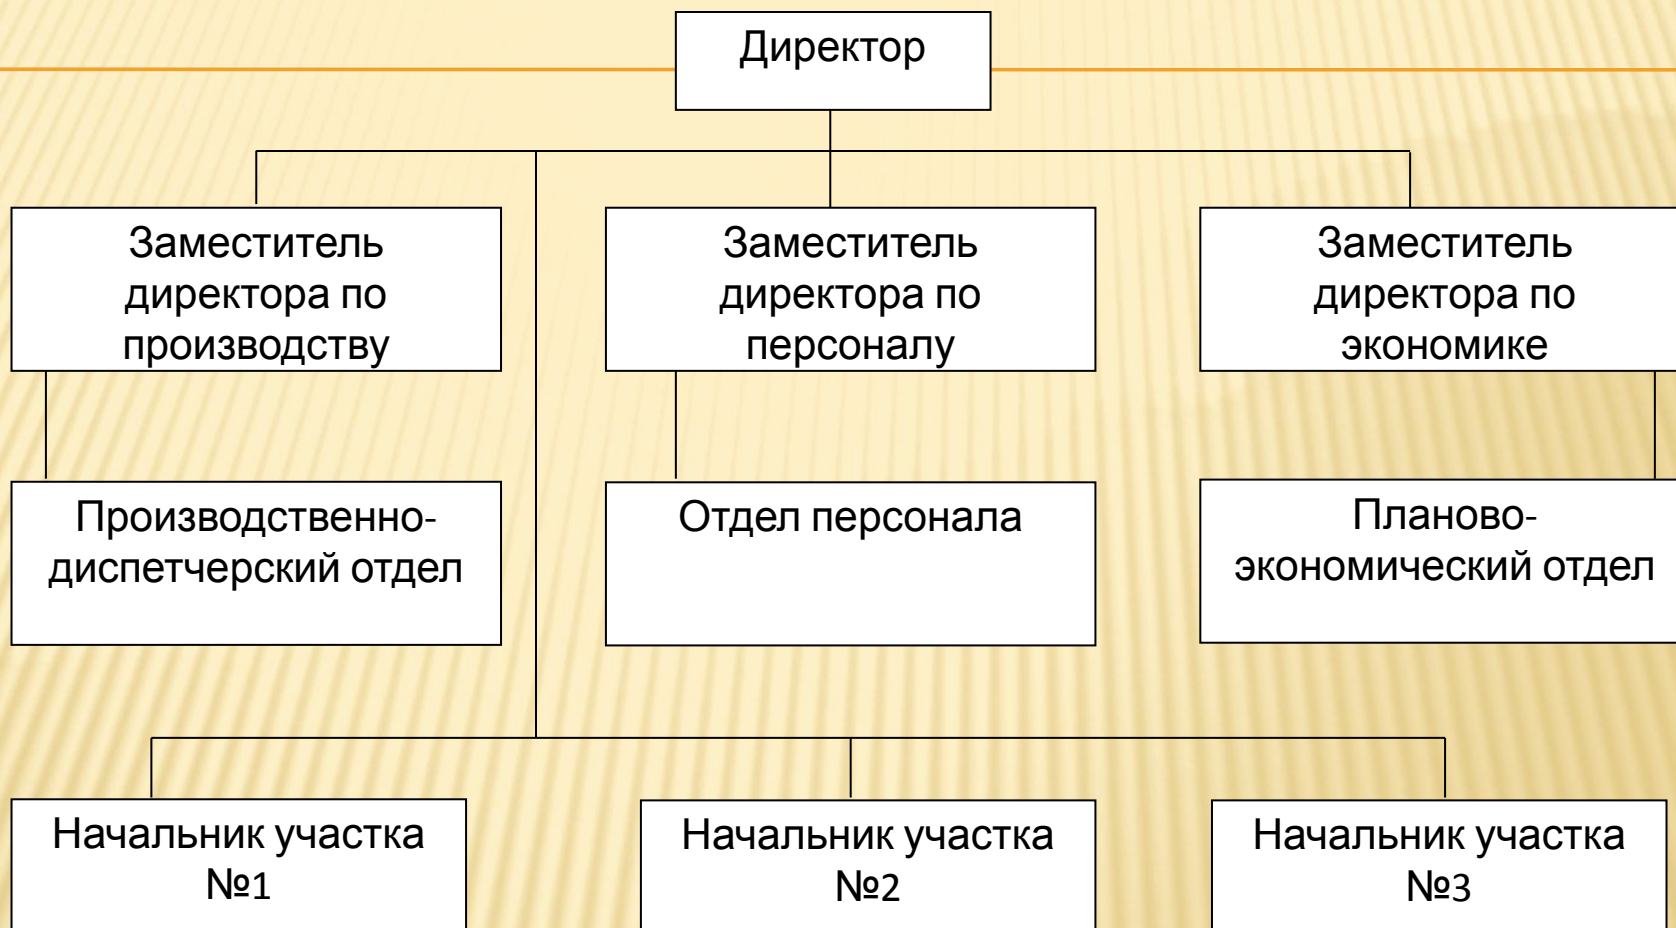 Директор
Заместитель
директора по
производству
Заместитель
директора по
персоналу
Заместитель
директора по
экономике
Производственно-
диспетчерский отдел
Отдел персонала
Планово-
экономический отдел
Начальник участка
№1
Начальник участка
№2
Начальник участка
№3